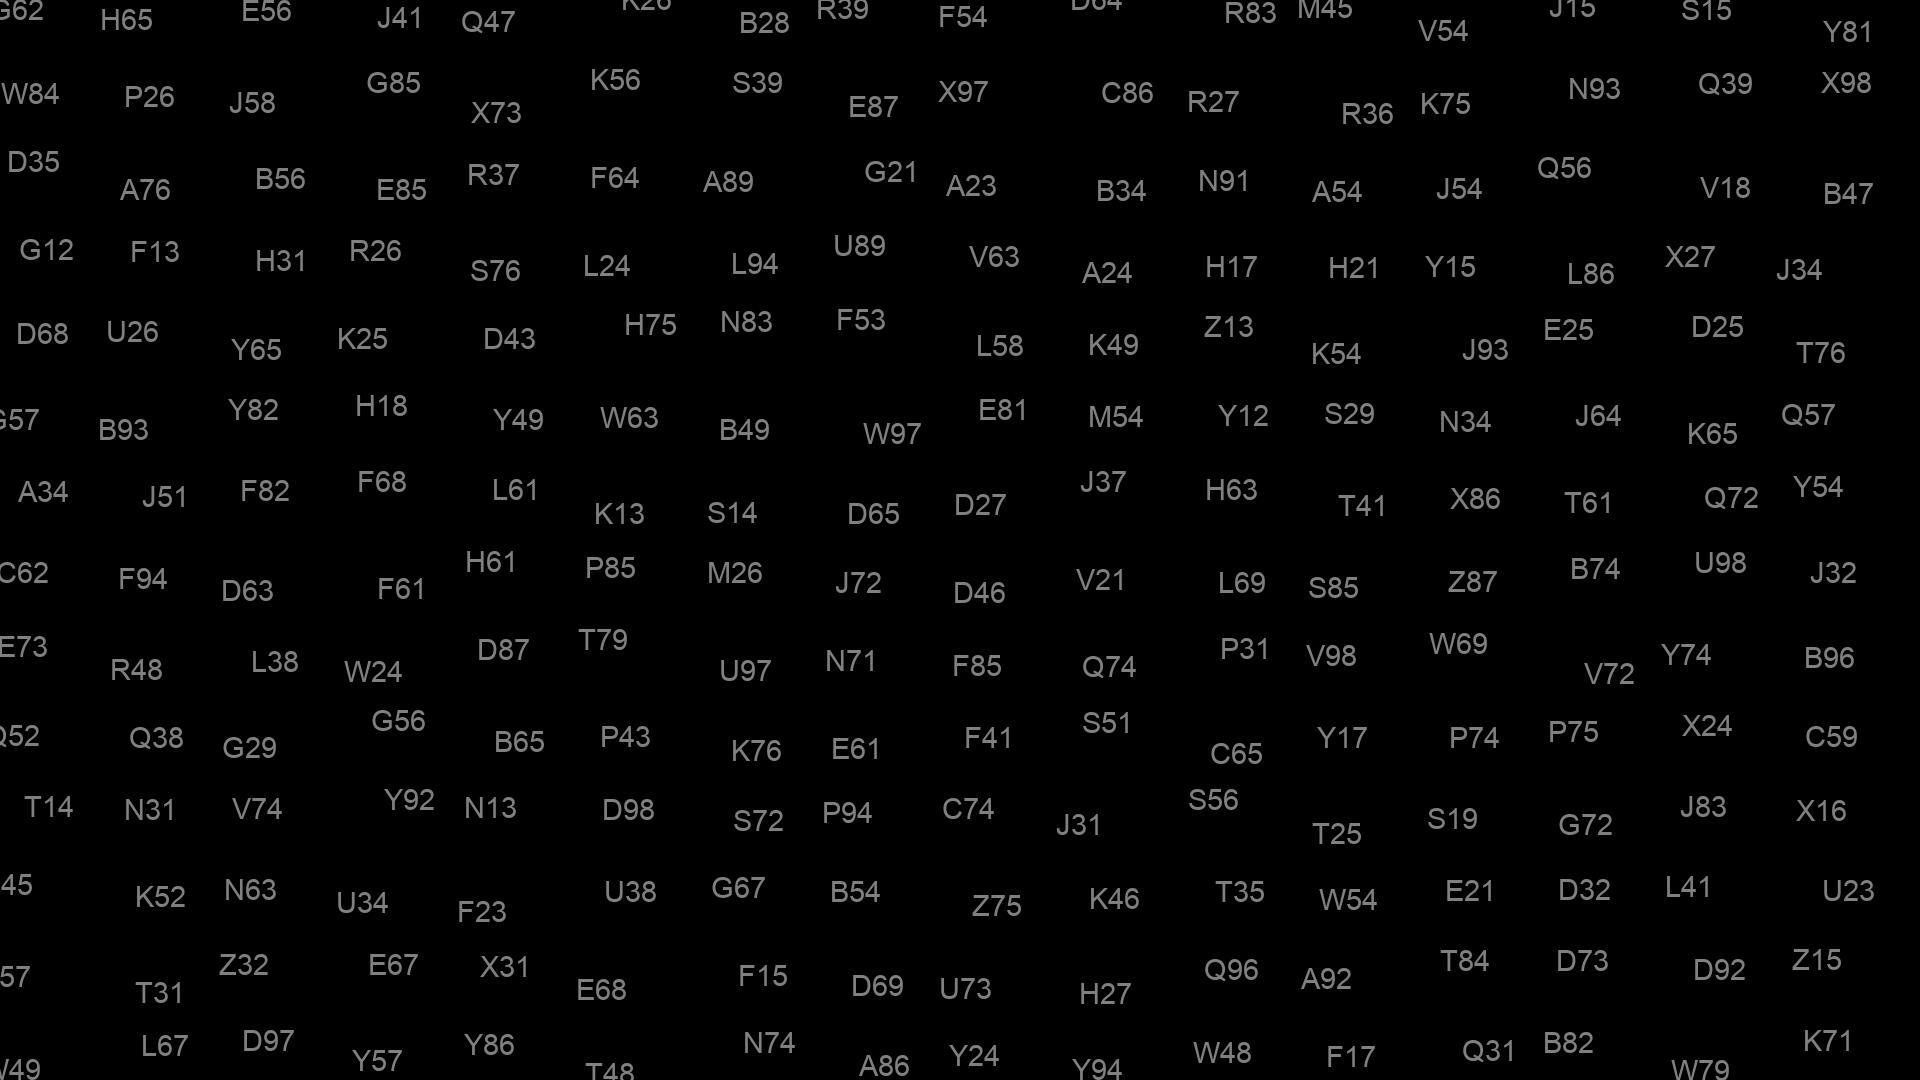 G62 H65 E56 J41 Q47 K26 B28 R39 F54 D64 R83 M45 V54 J15 S15 Y81
W84 P26 J58 G85 X73 K56 S39 E87 X97 C86 R27 R36 K75 N93 Q39 X98
D35 A76 B56 E85 R37 F64 A89 G21 A23 B34 N91 A54 J54 Q56 V18 B47
G12 F13 H31 R26 S76 L24 L94 U89 V63 A24 H17 H21 Y15 L86 X27 J34
D68 U26 Y65 K25 D43 H75 N83 F53 L58 K49 Z13 K54 J93 E25 D25 T76
G57 B93 Y82 H18 Y49 W63 B49 W97 E81 M54 Y12 S29 N34 J64 K65 Q57
A34 J51 F82 F68 L61 K13 S14 D65 D27 J37 H63 T41 X86 T61 Q72 Y54
C62 F94 D63 F61 H61 P85 M26 J72 D46 V21 L69 S85 Z87 B74 U98 J32
E73 R48 L38 W24 D87 T79 U97 N71 F85 Q74 P31 V98 W69 V72 Y74 B96
Q52 Q38 G29 G56 B65 P43 K76 E61 F41 S51 C65 Y17 P74 P75 X24 C59
T14 N31 V74 Y92 N13 D98 S72 P94 C74 J31 S56 T25 S19 G72 J83 X16
45 K52 N63 U34 F23 U38 G67 B54 Z75 K46 T35 W54 E21 D32 L41 U23
57 T31 Z32 E67 X31 E68 F15 D69 U73 H27 Q96 A92 T84 D73 D92 Z15
W49 L67 D97 Y57 Y86 T48 N74 A86 Y24 Y94 W48 F17 Q31 B82 W79 K71